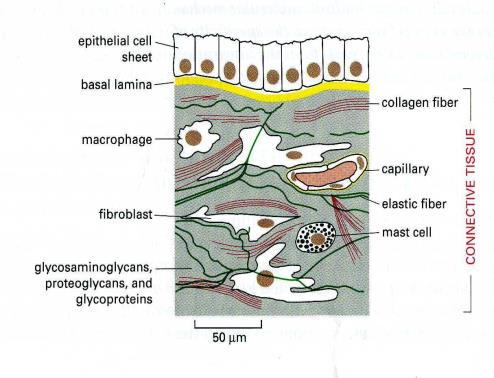 epithelial cell
sheet
basal lamina
collagen fiber
macrophage
capillary
elastic fiber
fibroblast
mast cell
glycosaminoglycans,
proteoglycans, and
glycoproteins
CONNECTIVE TISSUE
50 μm